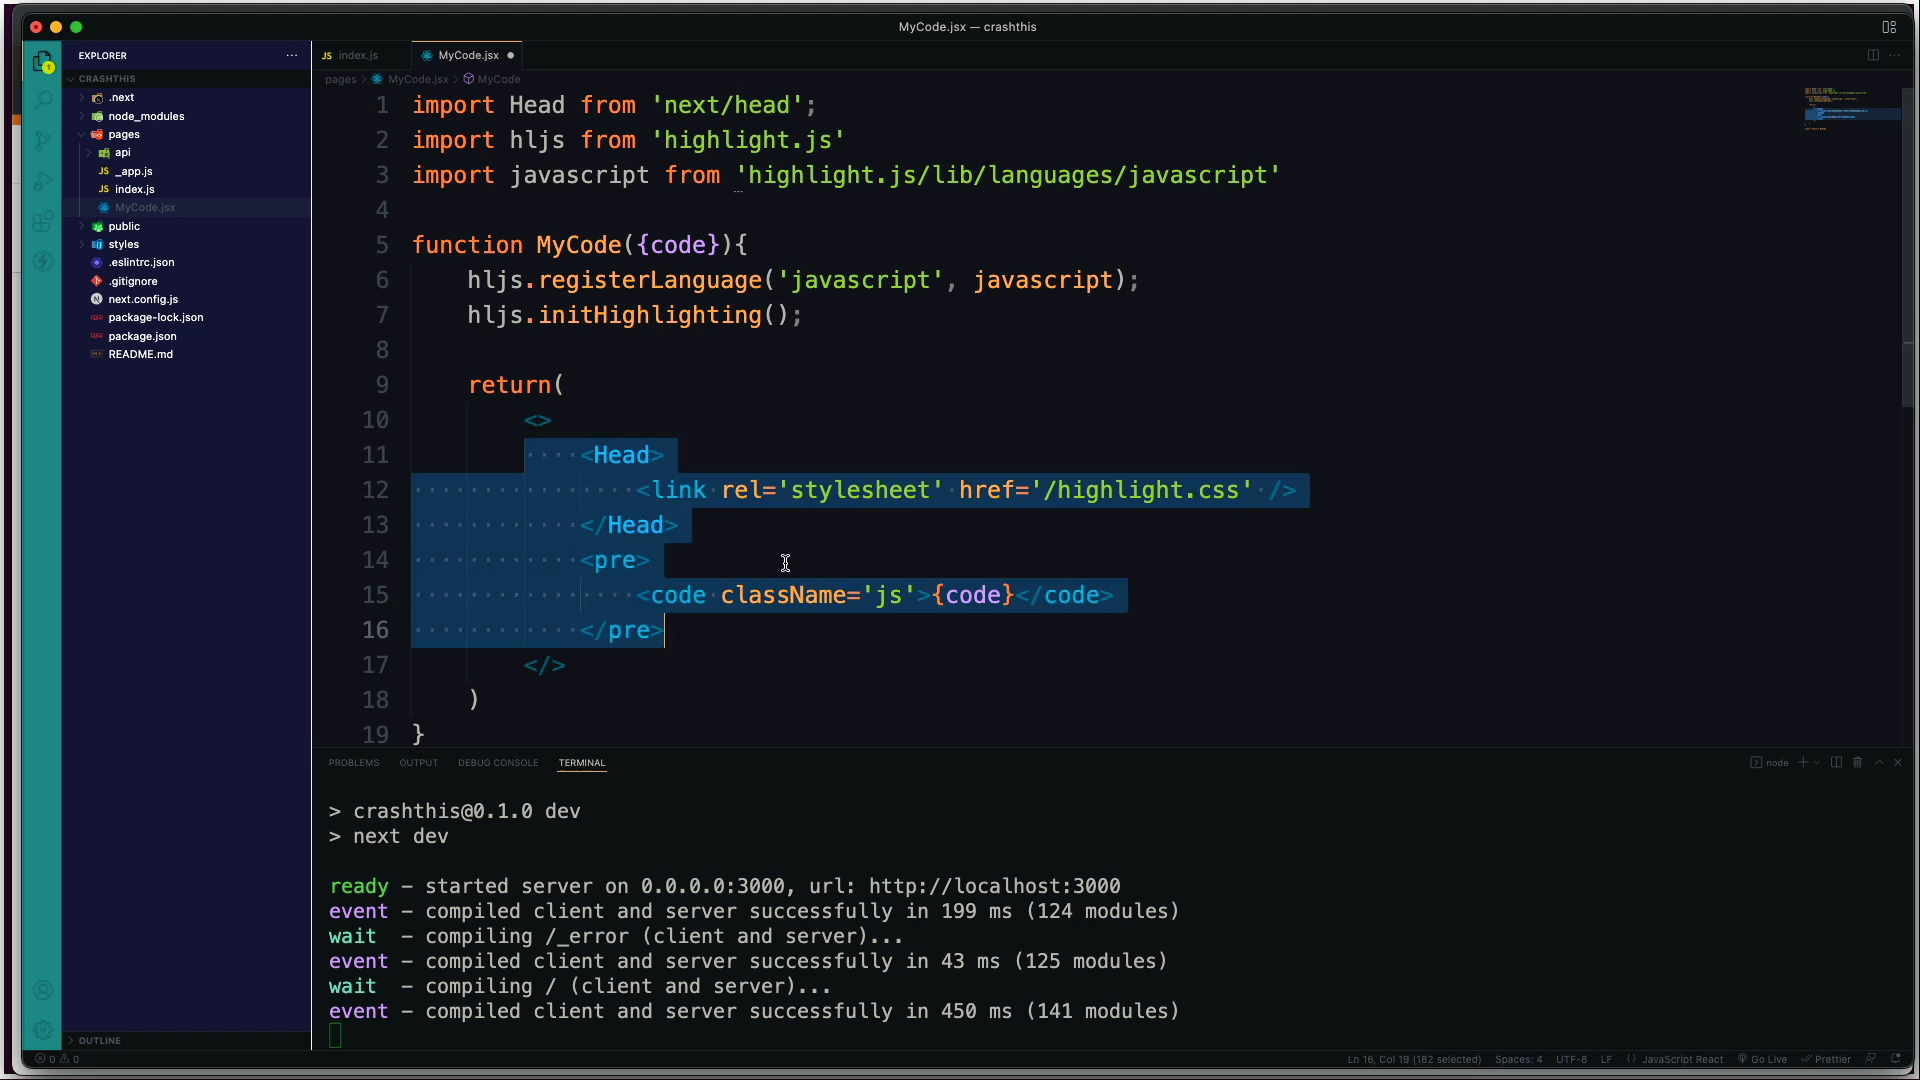 MyCode.jsx — crashthis
EXPLORER
CRASHTHIS
.next
node_modules
pages
api
JS _app.js
JS index.js
MyCode.jsx
public
styles
.eslintrc.json
.gitignore
next.config.js
package-lock.json
package.json
README.md
OUTLINE
1
JS index.js
MyCode.jsx
pages > MyCode.jsx > MyCode
1 import Head from 'next/head';
2 import hljs from 'highlight.js'
3 import javascript from 'highlight.js/lib/languages/javascript'
4
5 function MyCode({code}){
6 hljs.registerLanguage('javascript', javascript);
7 hljs.initHighlighting();
8
9 return(
10 <>
11 <Head>
12 <link rel='stylesheet' href='/highlight.css' />
13 </Head>
14 <pre>
15 <code className='js'>{code}</code>
16 </pre>
17 </>
18 )
19 }
PROBLEMS OUTPUT DEBUG CONSOLE TERMINAL
node
> crashthis@0.1.0 dev
> next dev
ready - started server on 0.0.0.0:3000, url: http://localhost:3000
event - compiled client and server successfully in 199 ms (124 modules)
wait - compiling /_error (client and server)...
event - compiled client and server successfully in 43 ms (125 modules)
wait - compiling / (client and server)...
event - compiled client and server successfully in 450 ms (141 modules)
0 0
Ln 16, Col 19 (182 selected) Spaces: 4 UTF-8 LF {} JavaScript React Go Live Prettier